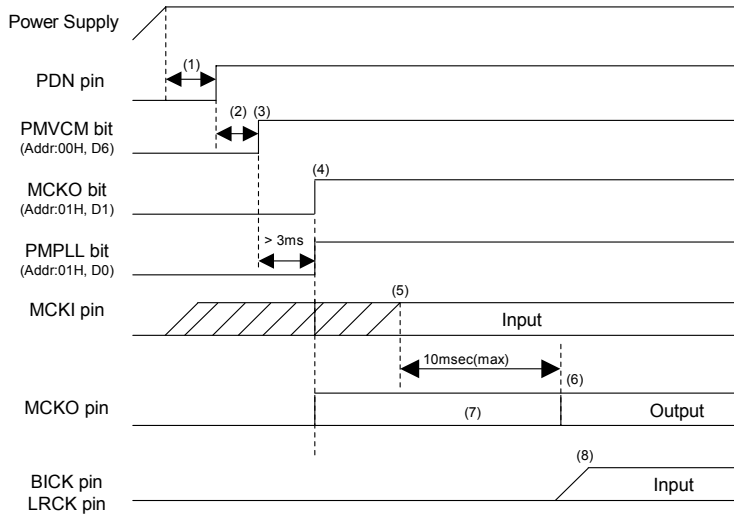 Power Supply
(1)
PDN pin
(2) (3)
PMVCM bit
(Addr:00H, D6)
(4)
MCKO bit
(Addr:01H, D1)
> 3ms
PMPLL bit
(Addr:01H, D0)
(5)
MCKI pin
Input
10msec(max)
(6)
MCKO pin
(7)
Output
(8)
BICK pin
Input
LRCK pin